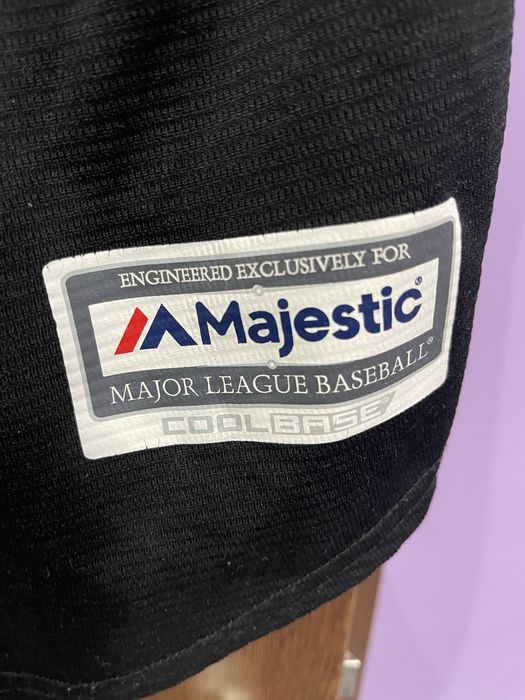 ENGINEERED EXCLUSIVELY FOR
Majestic®
MAJOR LEAGUE BASEBALL®
COOLBASE®